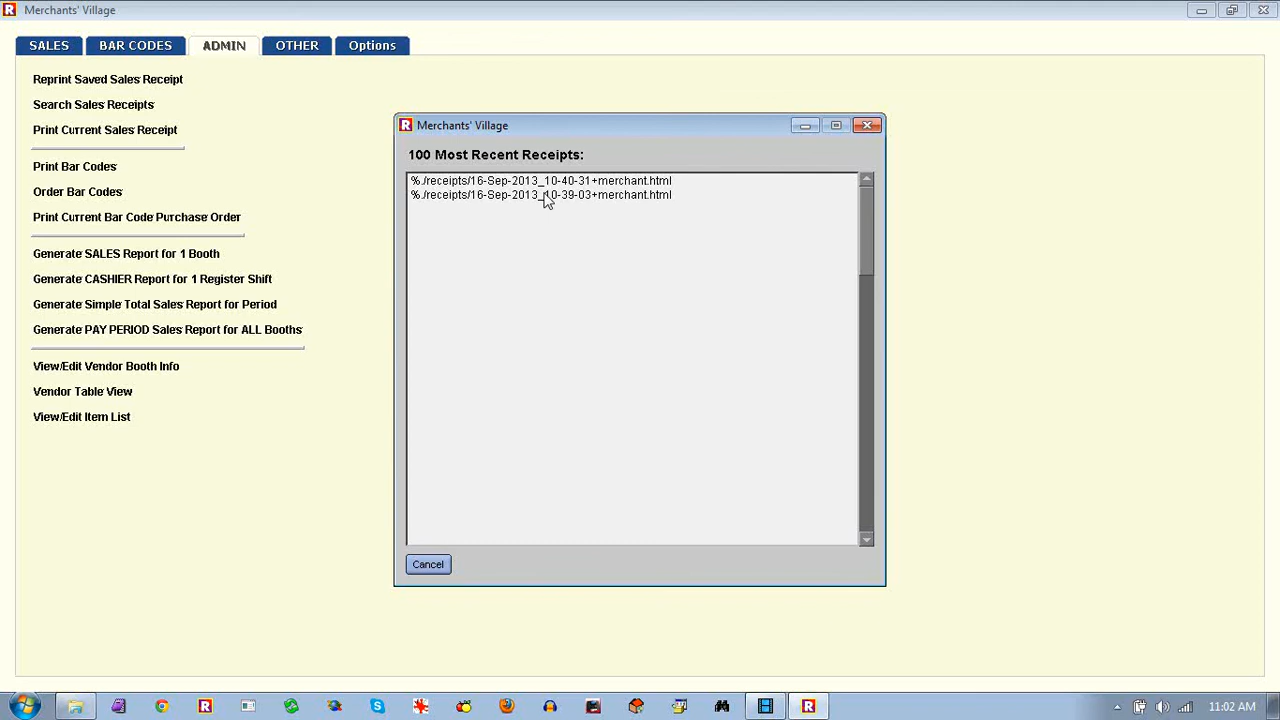 Merchants' Village
SALES
BAR CODES
ADMIN
OTHER
Options
Reprint Saved Sales Receipt
Search Sales Receipts
Print Current Sales Receipt
Print Bar Codes
Order Bar Codes
Print Current Bar Code Purchase Order
Generate SALES Report for 1 Booth
Generate CASHIER Report for 1 Register Shift
Generate Simple Total Sales Report for Period
Generate PAY PERIOD Sales Report for ALL Booths
View/Edit Vendor Booth Info
Vendor Table View
View/Edit Item List
Merchants' Village
100 Most Recent Receipts:
%./receipts/16-Sep-2013_10-40-31+merchant.html
%./receipts/16-Sep-2013_10-39-03+merchant.html
Cancel
11:02 AM